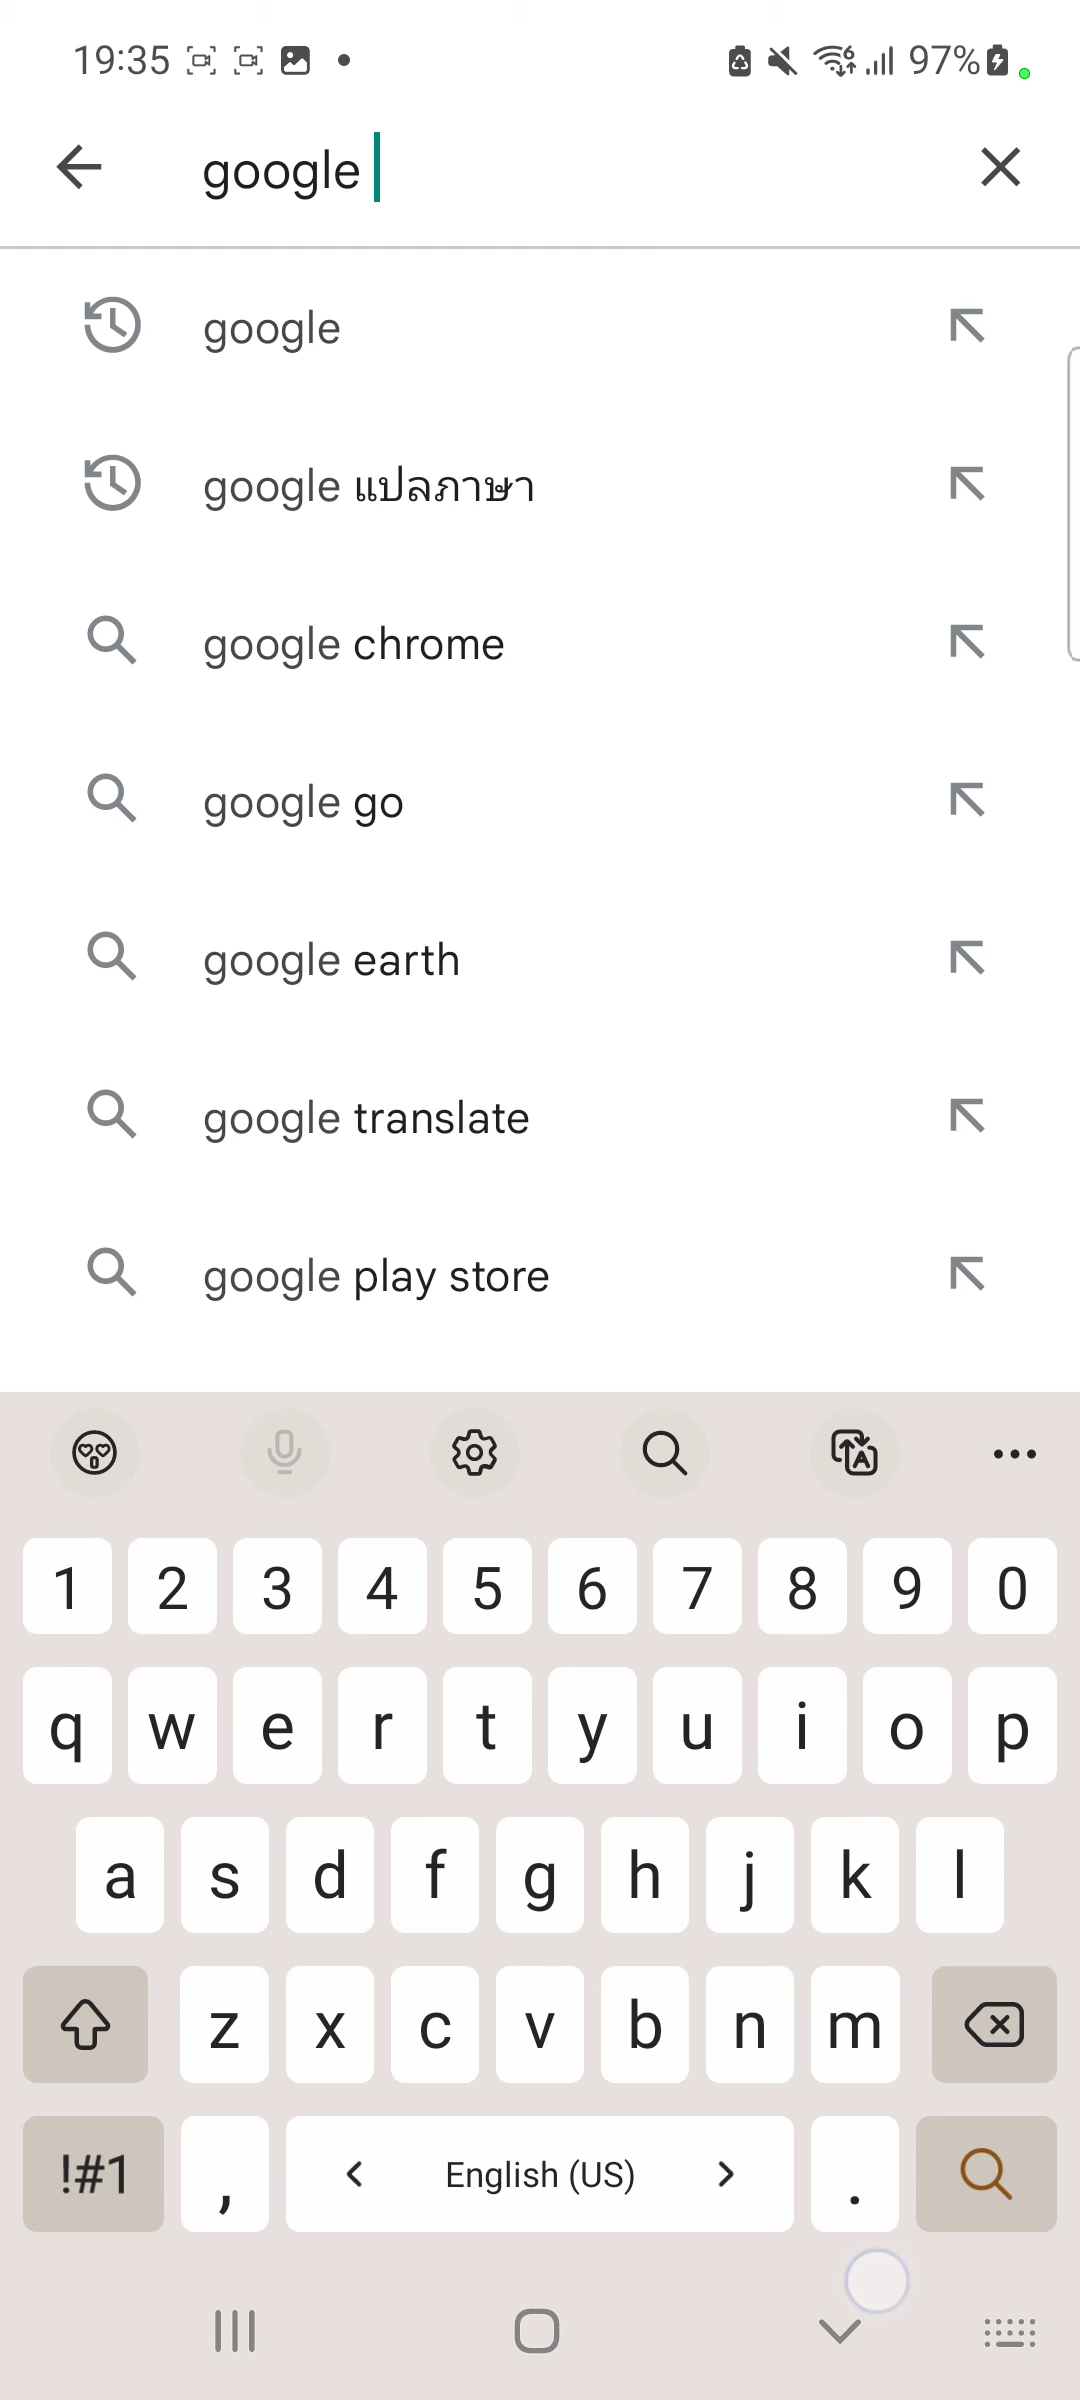 19:35 97%
google
google
google แปลภาษา
google chrome
google go
google earth
google translate
google play store
1 2 3 4 5 6 7 8 9 0
q w e r t y u i o p
a s d f g h j k l
z x c v b n m
!#1 , < English (US) > .